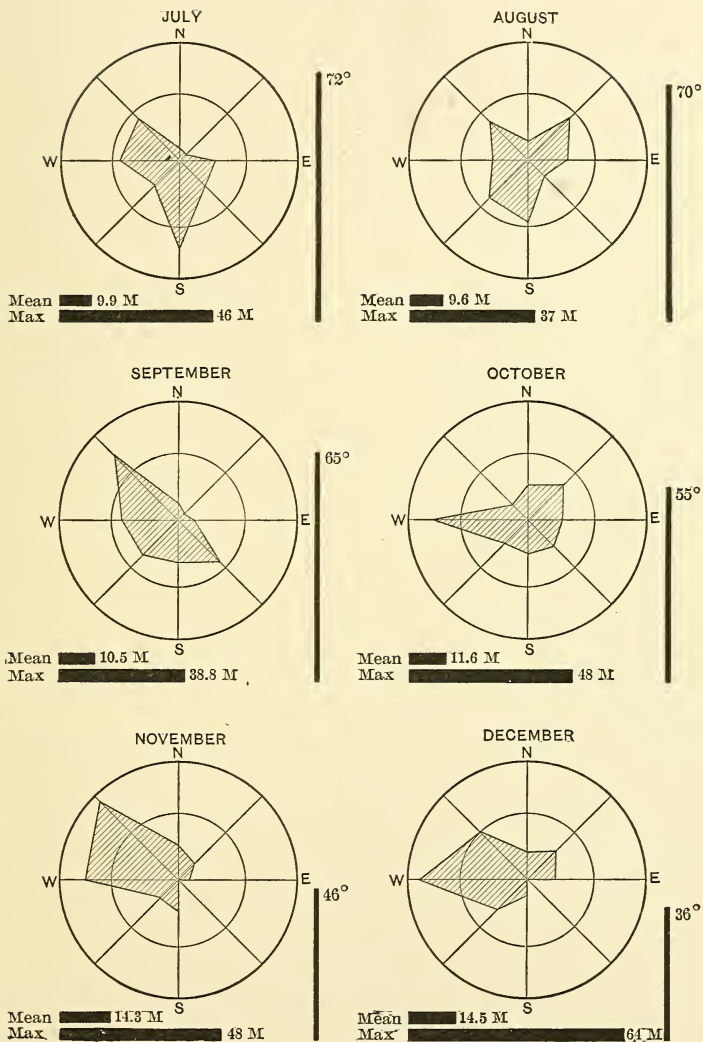 JULY
N
W
E
S
72°
Mean 9.9 M
Max 46 M
AUGUST
N
W
E
S
70°
Mean 9.6 M
Max 37 M
SEPTEMBER
N
W
E
S
65°
Mean 10.5 M
Max 38.8 M
OCTOBER
N
W
E
S
55°
Mean 11.6 M
Max 48 M
NOVEMBER
N
W
E
S
46°
Mean 14.3 M
Max 48 M
DECEMBER
N
W
E
S
36°
Mean 14.5 M
Max 64 M